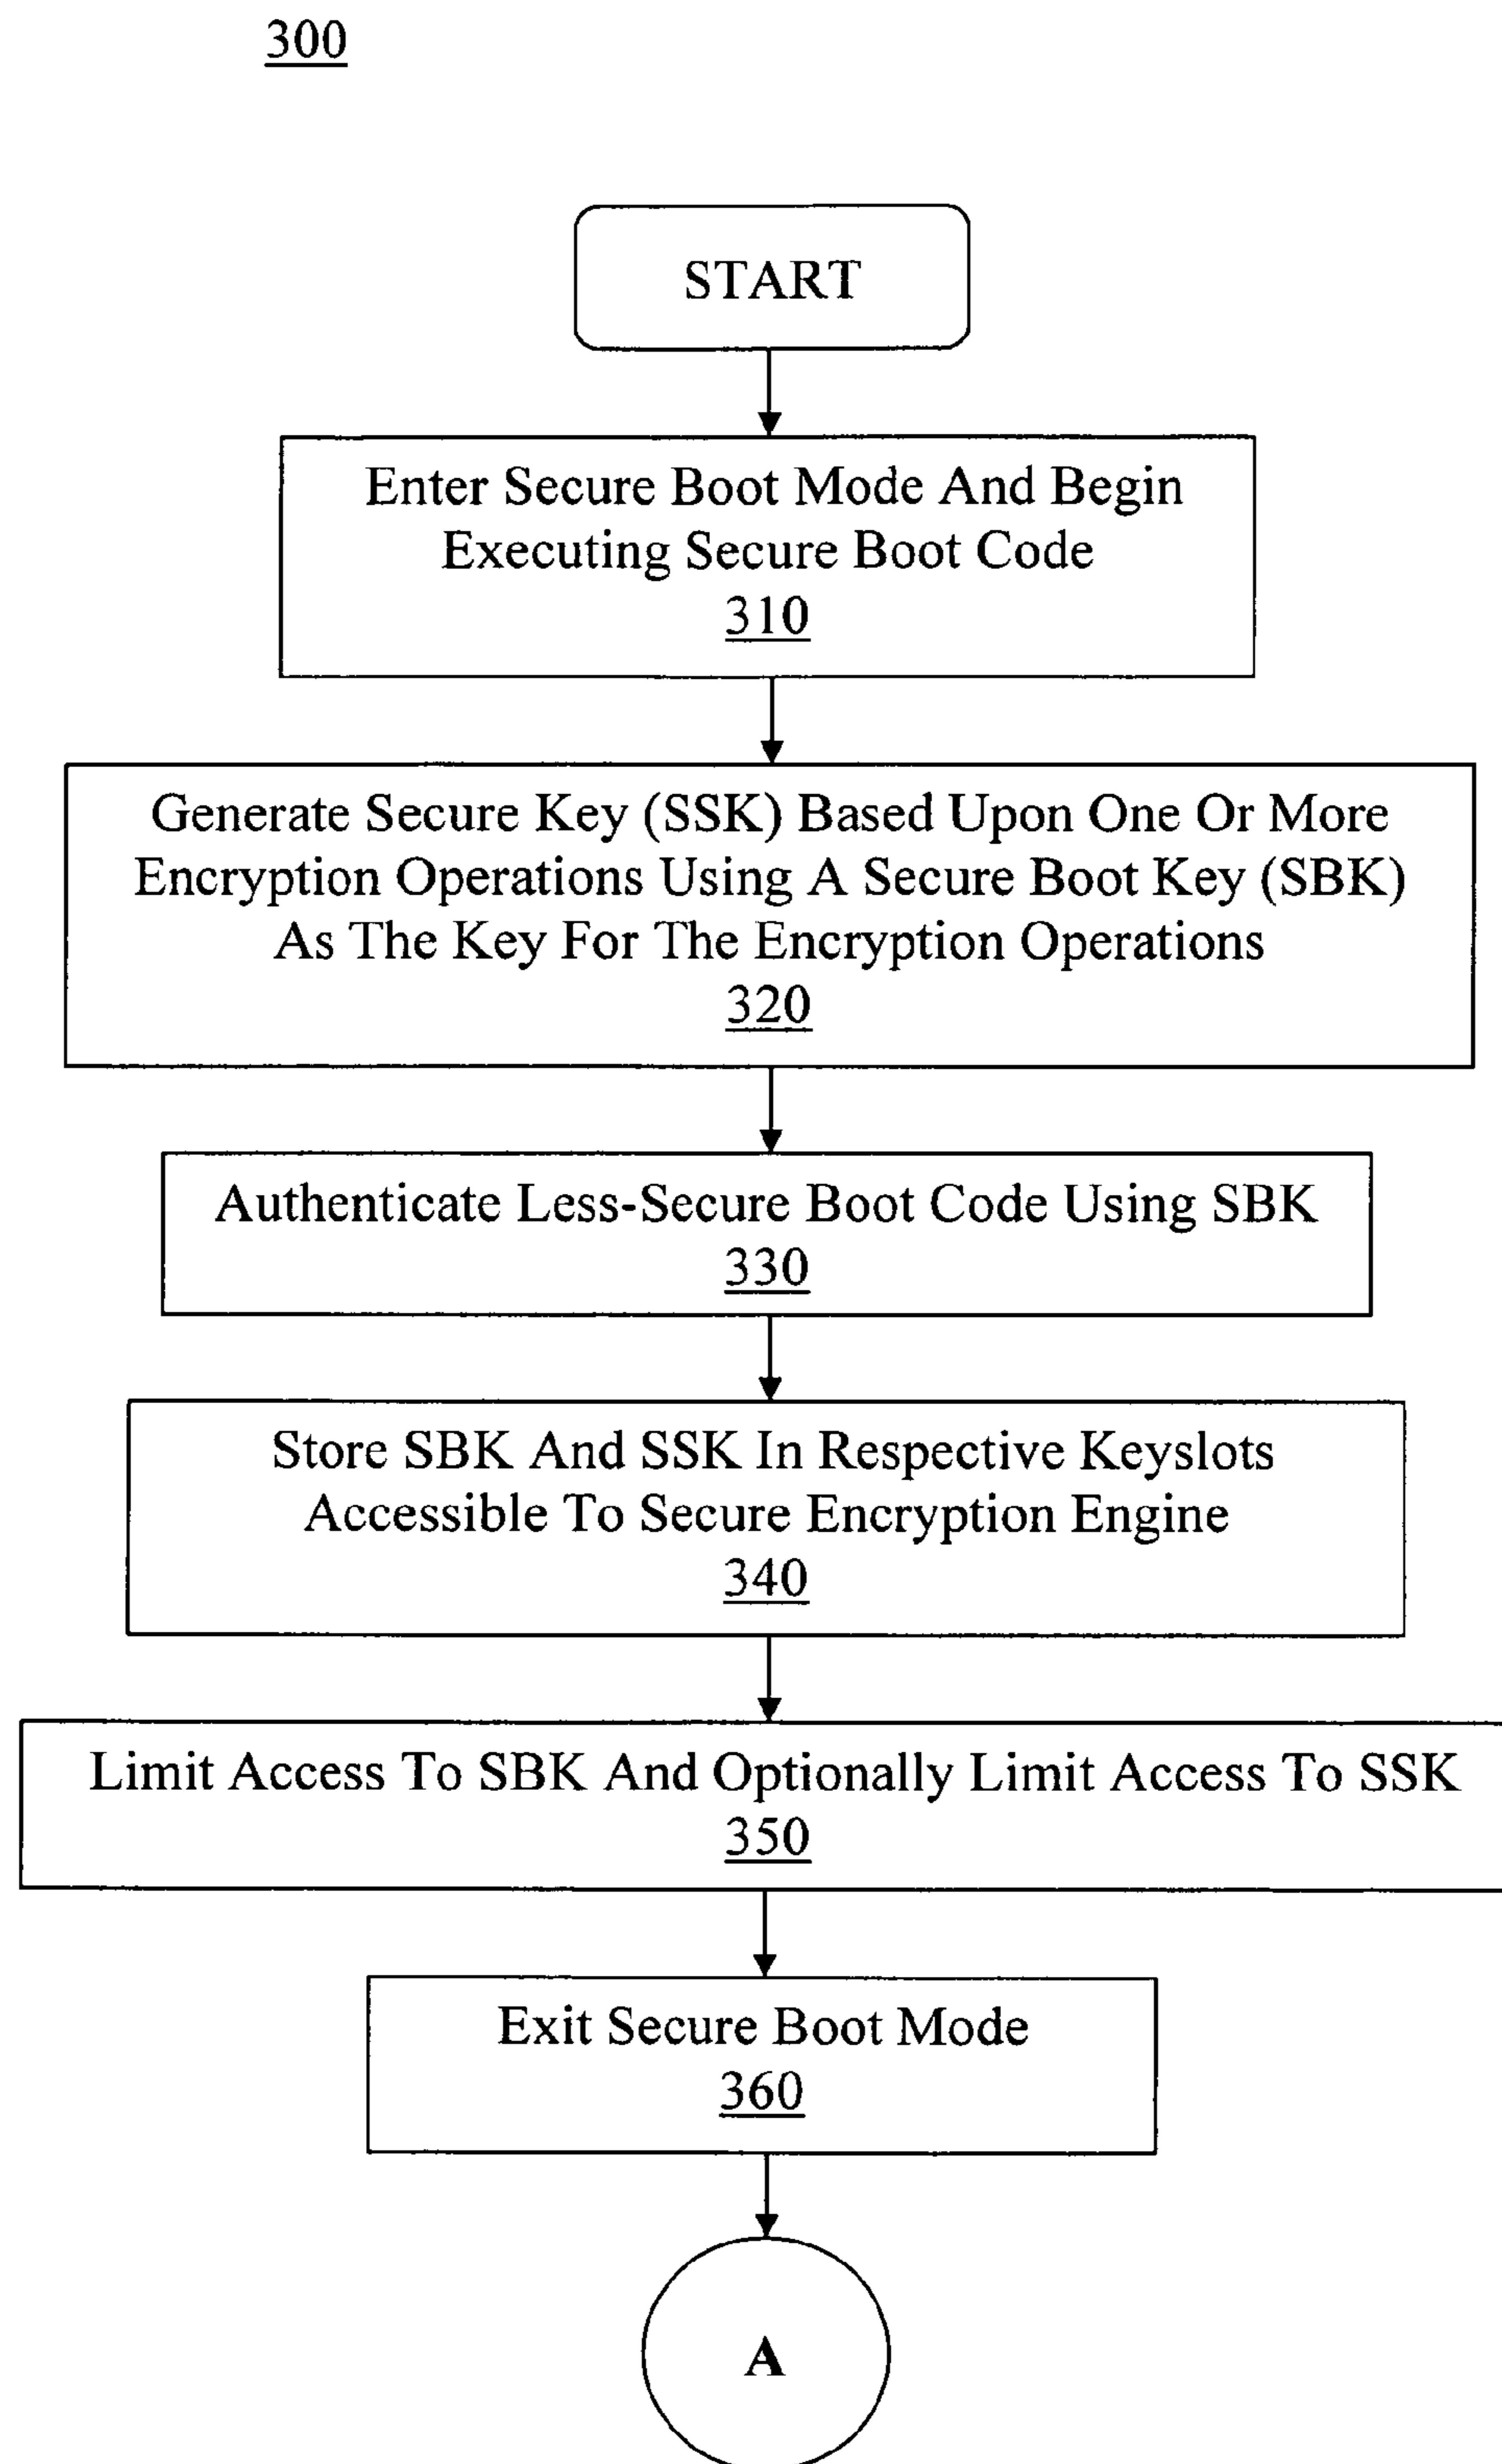 300
START
Enter Secure Boot Mode And Begin
Executing Secure Boot Code
310
Generate Secure Key (SSK) Based Upon One Or More
Encryption Operations Using A Secure Boot Key (SBK)
As The Key For The Encryption Operations
320
Authenticate Less-Secure Boot Code Using SBK
330
Store SBK And SSK In Respective Keyslots
Accessible To Secure Encryption Engine
340
Limit Access To SBK And Optionally Limit Access To SSK
350
Exit Secure Boot Mode
360
A